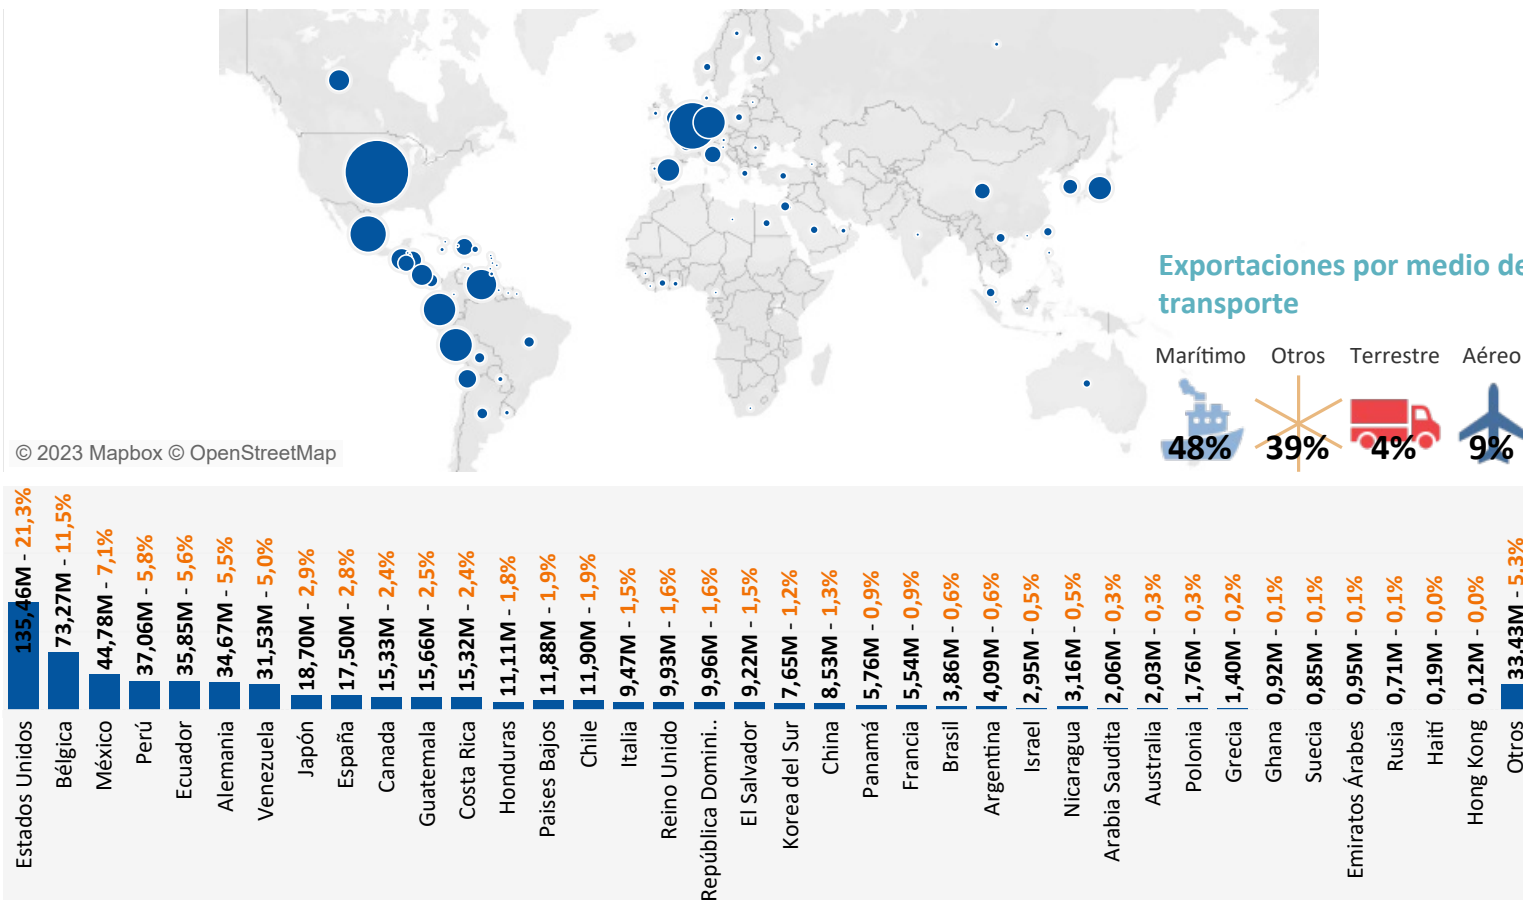 Exportaciones por medio de
transporte
Marítimo Otros Terrestre Aéreo
48% 39% 4% 9%
© 2023 Mapbox © OpenStreetMap
135,46M - 21,3%
73,27M - 11,5%
44,78M - 7,1%
37,06M - 5,8%
35,85M - 5,6%
34,67M - 5,5%
31,53M - 5,0%
18,70M - 2,9%
17,50M - 2,8%
15,33M - 2,4%
15,66M - 2,5%
15,32M - 2,4%
11,11M - 1,8%
11,88M - 1,9%
11,90M - 1,9%
9,47M - 1,5%
9,93M - 1,6%
9,96M - 1,6%
9,22M - 1,5%
7,65M - 1,2%
8,53M - 1,3%
5,76M - 0,9%
5,54M - 0,9%
3,86M - 0,6%
4,09M - 0,6%
2,95M - 0,5%
3,16M - 0,5%
2,06M - 0,3%
2,03M - 0,3%
1,76M - 0,3%
1,40M - 0,2%
0,92M - 0,1%
0,85M - 0,1%
0,95M - 0,1%
0,71M - 0,1%
0,19M - 0,0%
0,12M - 0,0%
33,43M - 5,3%
Estados Unidos
Bélgica
México
Perú
Ecuador
Alemania
Venezuela
Japón
España
Canada
Guatemala
Costa Rica
Honduras
Paises Bajos
Chile
Italia
Reino Unido
República Domini..
El Salvador
Korea del Sur
China
Panamá
Francia
Brasil
Argentina
Israel
Nicaragua
Arabia Saudita
Australia
Polonia
Grecia
Ghana
Suecia
Emiratos Árabes
Rusia
Haití
Hong Kong
Otros